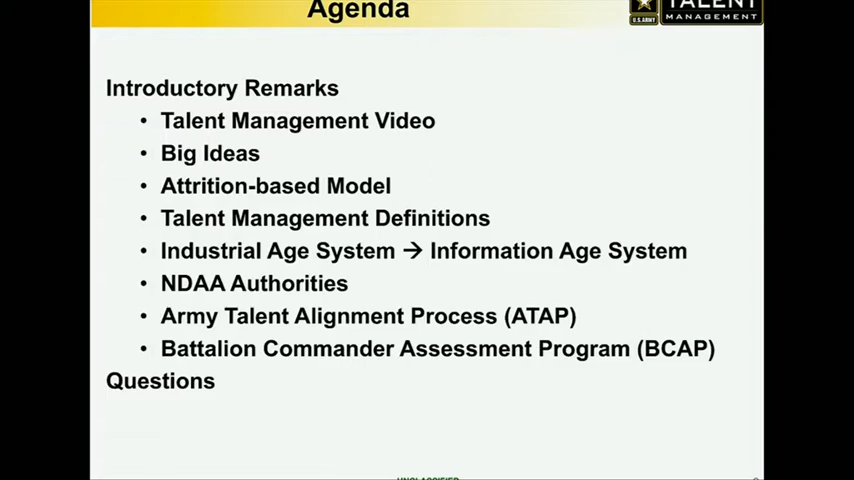 Agenda
U.S.ARMY
TALENT
MANAGEMENT
Introductory Remarks
• Talent Management Video
• Big Ideas
• Attrition-based Model
• Talent Management Definitions
• Industrial Age System → Information Age System
• NDAA Authorities
• Army Talent Alignment Process (ATAP)
• Battalion Commander Assessment Program (BCAP)
Questions
UNCLASSIFIED